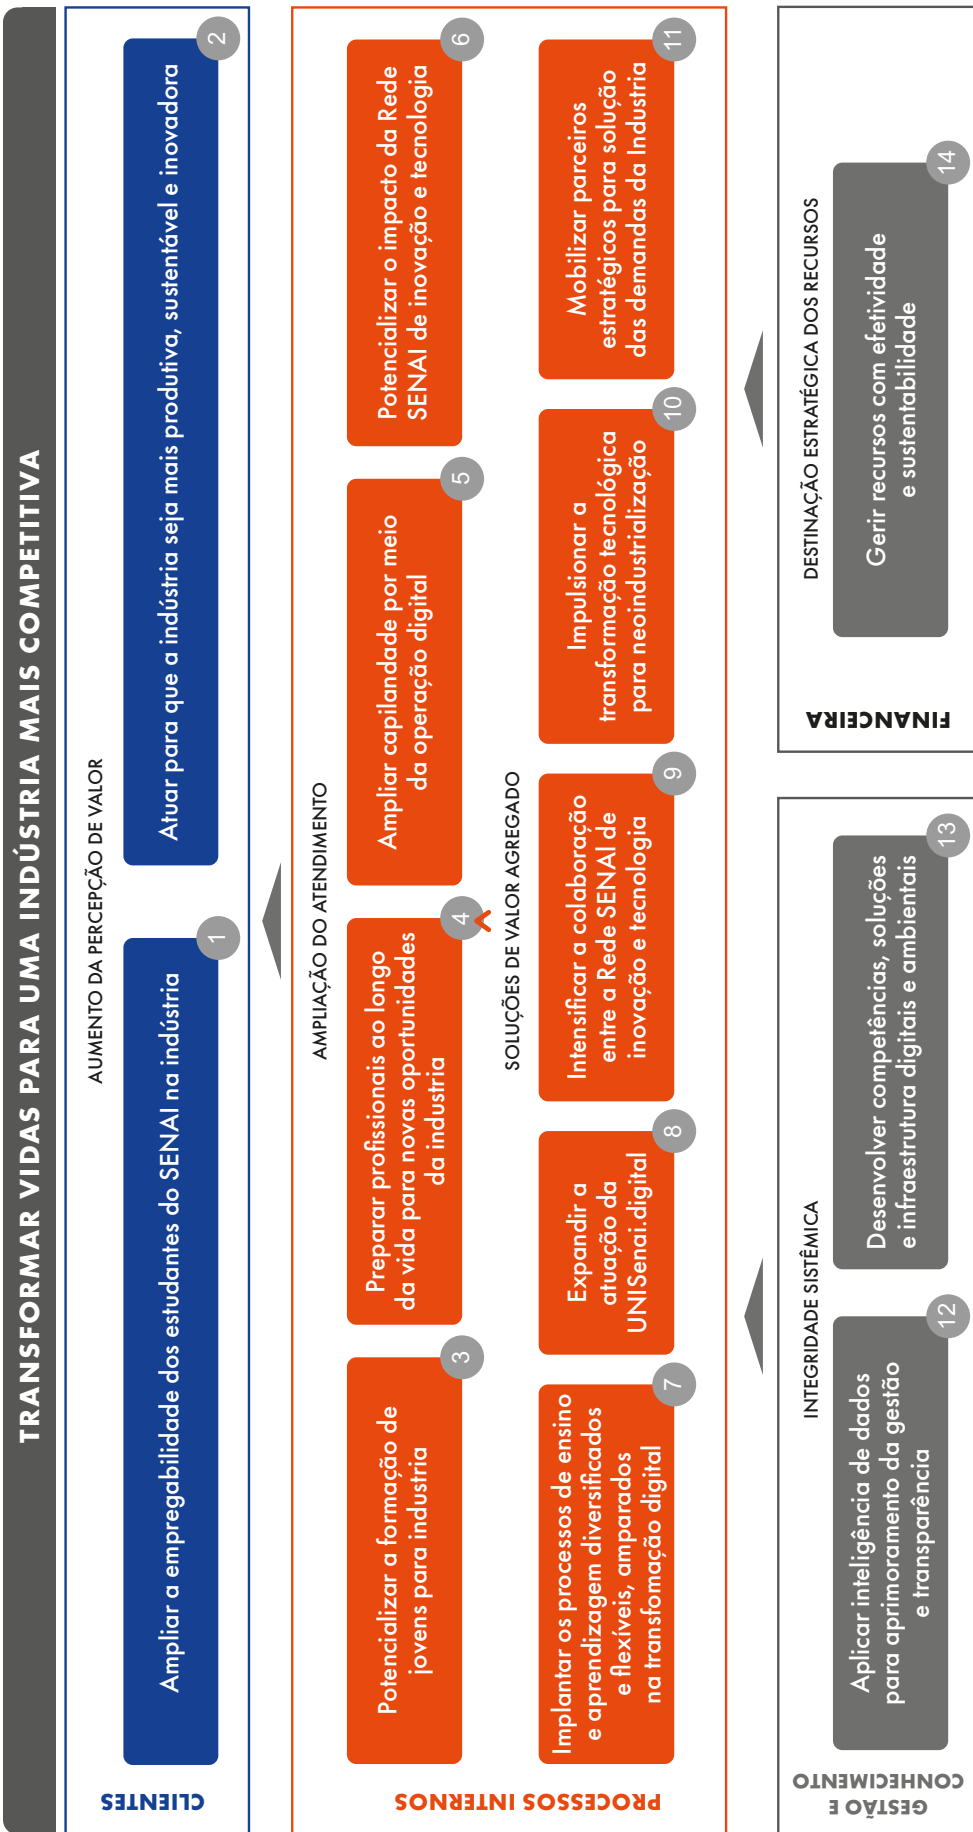 TRANSFORMAR VIDAS PARA UMA INDÚSTRIA MAIS COMPETITIVA
CLIENTES
AUMENTO DA PERCEPÇÃO DE VALOR
Ampliar a empregabilidade dos estudantes do SENAI na indústria
1
Atuar para que a indústria seja mais produtiva, sustentável e inovadora
2
PROCESSOS INTERNOS
AMPLIAÇÃO DO ATENDIMENTO
Potencializar a formação de
jovens para industria
3
Preparar profissionais ao longo
da vida para novas oportunidades
da industria
4
Ampliar capilandade por meio
da operação digital
5
Potencializar o impacto da Rede
SENAI de inovação e tecnologia
6
SOLUÇÕES DE VALOR AGREGADO
Implantar os processos de ensino
e aprendizagem diversificados
e flexíveis, amparados
na transfomação digital
7
Expandir a
atuação da
UNISenai.digital
8
Intensificar a colaboração
entre a Rede SENAI de
inovação e tecnologia
9
Impulsionar a
transformação tecnológica
para neoindustrialização
10
Mobilizar parceiros
estratégicos para solução
das demandas da Industria
11
GESTÃO E
CONHECIMENTO
INTEGRIDADE SISTÊMICA
Aplicar inteligência de dados
para aprimoramento da gestão
e transparência
12
Desenvolver competências, soluções
e infraestrutura digitais e ambientais
13
FINANCEIRA
DESTINAÇÃO ESTRATÉGICA DOS RECURSOS
Gerir recursos com efetividade
e sustentabilidade
14